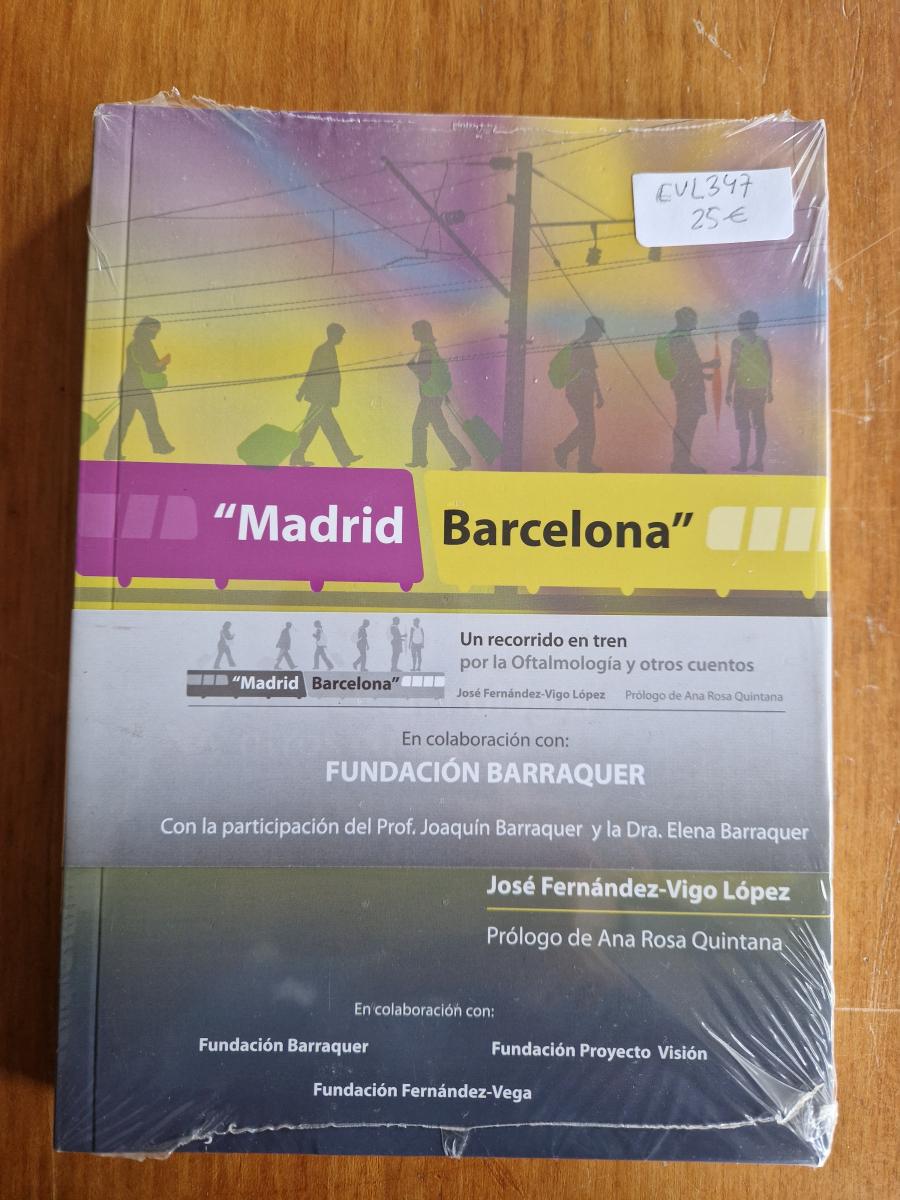 EVL347
25€
"Madrid Barcelona"
Un recorrido en tren
por la Oftalmología y otros cuentos
"Madrid Barcelona"
José Fernández-Vigo López Prólogo de Ana Rosa Quintana
En colaboración con:
FUNDACIÓN BARRAQUER
Con la participación del Prof. Joaquín Barraquer y la Dra. Elena Barraquer
José Fernández-Vigo López
Prólogo de Ana Rosa Quintana
En colaboración con:
Fundación Barraquer Fundación Proyecto Visión
Fundación Fernández-Vega